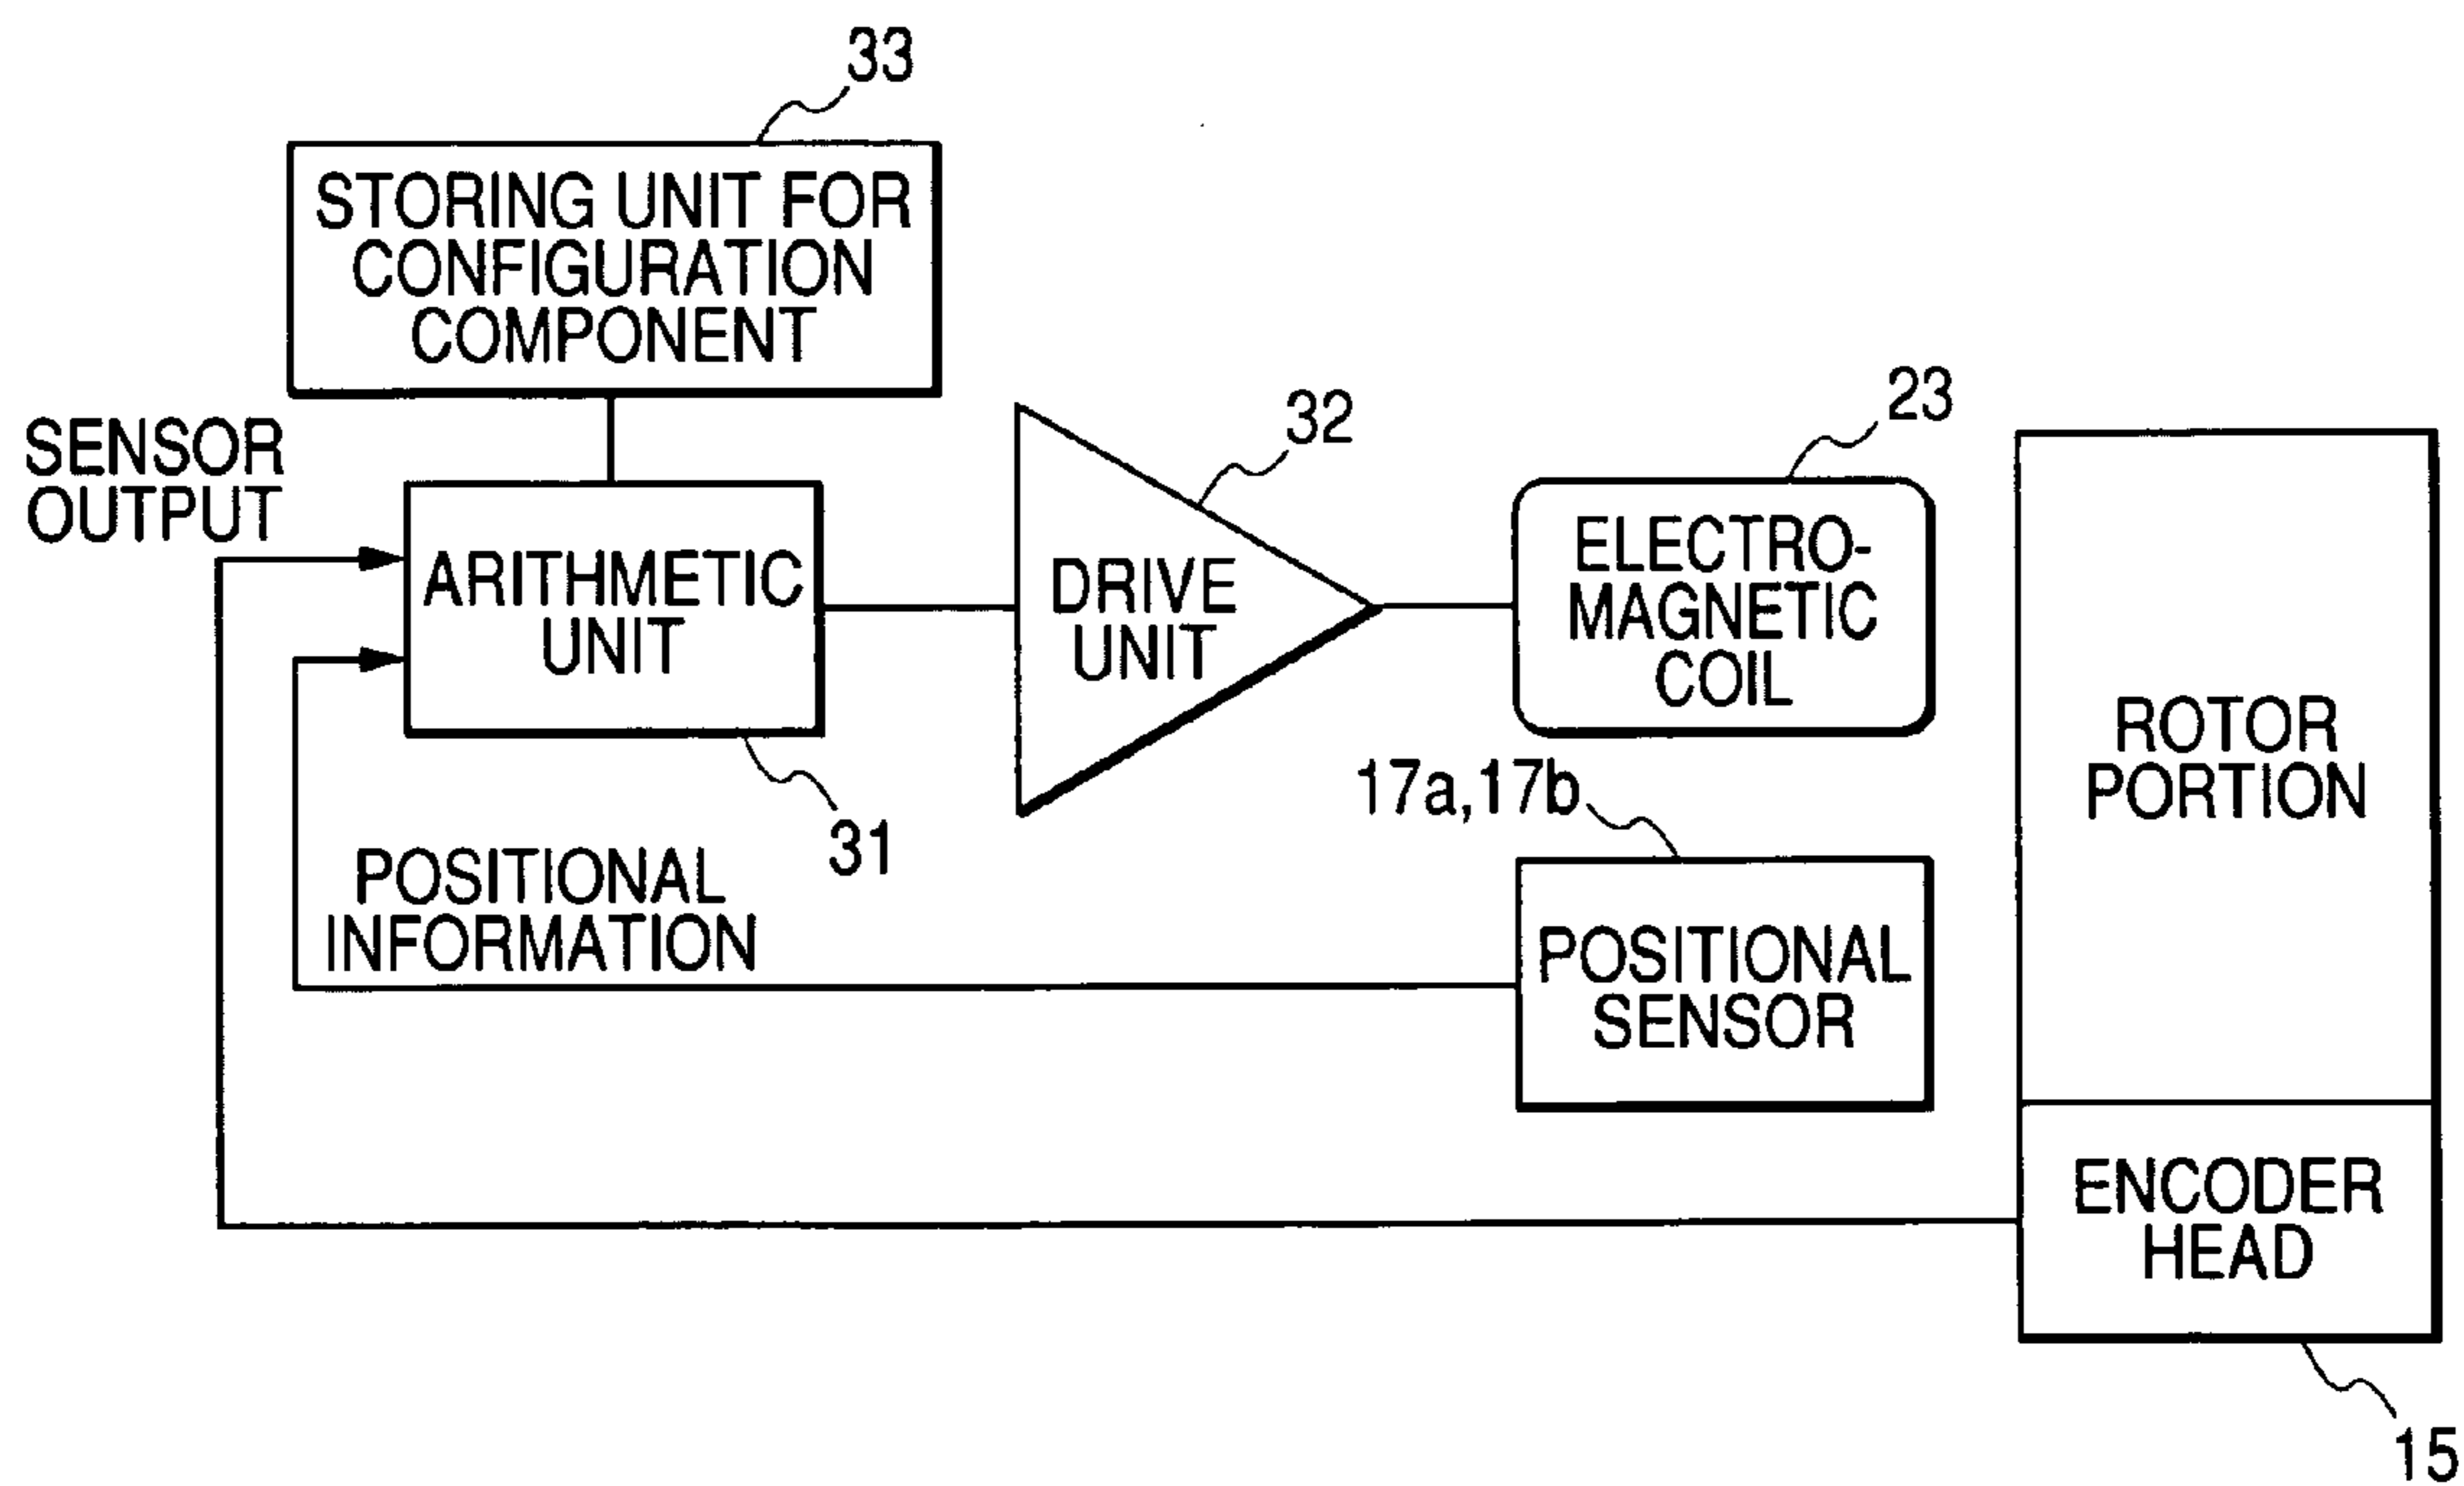 33
STORING UNIT FOR
CONFIGURATION
COMPONENT
SENSOR
OUTPUT
ARITHMETIC
UNIT
31
32
DRIVE
UNIT
23
ELECTRO-
MAGNETIC
COIL
17a,17b
POSITIONAL
SENSOR
POSITIONAL
INFORMATION
ROTOR
PORTION
ENCODER
HEAD
15